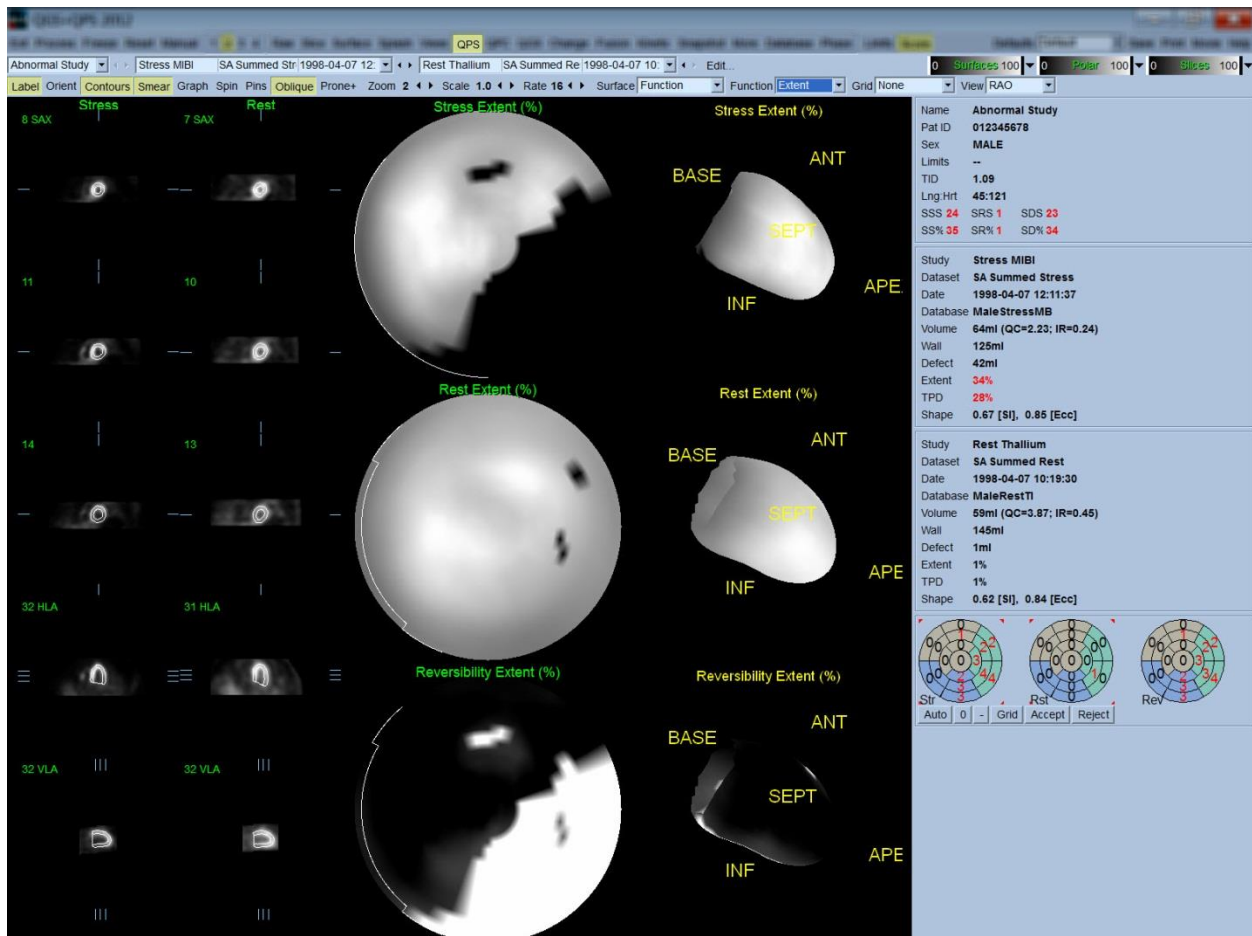 QGS+QPS 2012
QPS
Abnormal Study Stress MIBI SA Summed Str 1998-04-07 12: Rest Thallium SA Summed Re 1998-04-07 10: Edit...
0 Surfaces 100 0 Polar 100 0 Slices 100
Label Orient Contours Smear Graph Spin Pins Oblique Prone+ Zoom 2 Scale 1.0 Rate 16 Surface Function Function Extent Grid None View RAO
Stress Rest
8 SAX 7 SAX
11 10
14 13
32 HLA 31 HLA
32 VLA 32 VLA
Stress Extent (%)
Rest Extent (%)
Reversibility Extent (%)
Stress Extent (%)
ANT
BASE
SEPT
APE
INF
Rest Extent (%)
ANT
BASE
SEPT
APE
INF
Reversibility Extent (%)
ANT
BASE
SEPT
APE
INF
Name Abnormal Study
Pat ID 012345678
Sex MALE
Limits --
TID 1.09
Lng:Hrt 45:121
SSS 24 SRS 1 SDS 23
SS% 35 SR% 1 SD% 34
Study Stress MIBI
Dataset SA Summed Stress
Date 1998-04-07 12:11:37
Database MaleStressMB
Volume 64ml (QC=2.23; IR=0.24)
Wall 125ml
Defect 42ml
Extent 34%
TPD 28%
Shape 0.67 [SI], 0.85 [Ecc]
Study Rest Thallium
Dataset SA Summed Rest
Date 1998-04-07 10:19:30
Database MaleRestTl
Volume 59ml (QC=3.87; IR=0.45)
Wall 145ml
Defect 1ml
Extent 1%
TPD 1%
Shape 0.62 [SI], 0.84 [Ecc]
Str Rst Rev
Auto 0 - Grid Accept Reject